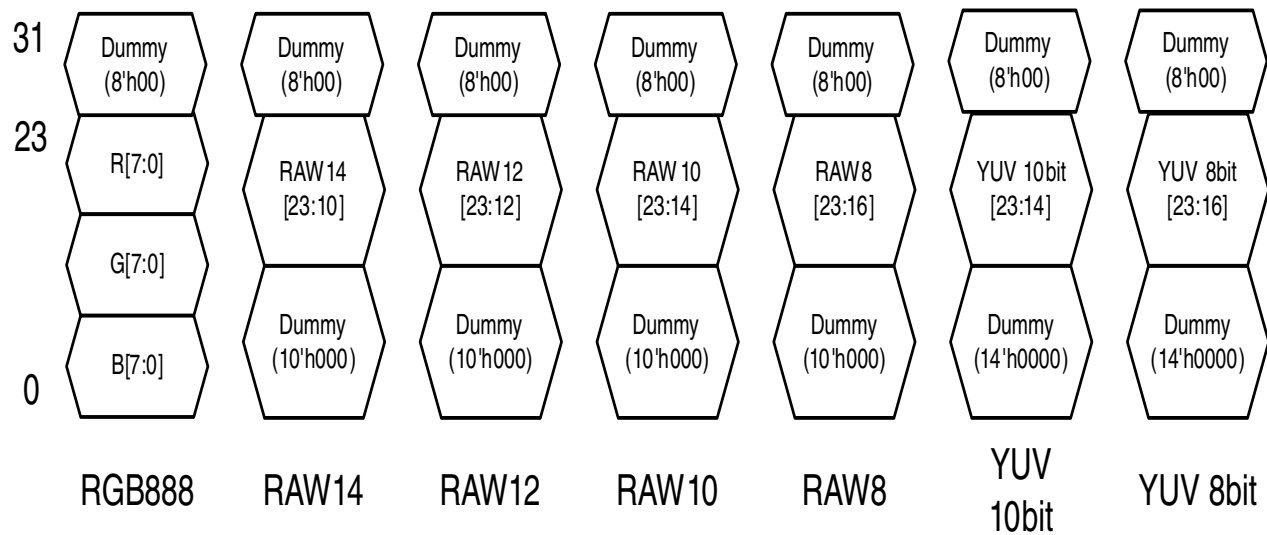 31
23
0
Dummy
(8'h00)
R[7:0]
G[7:0]
B[7:0]
RGB888
Dummy
(8'h00)
RAW14
[23:10]
Dummy
(10'h000)
RAW14
Dummy
(8'h00)
RAW12
[23:12]
Dummy
(10'h000)
RAW12
Dummy
(8'h00)
RAW10
[23:14]
Dummy
(10'h000)
RAW10
Dummy
(8'h00)
RAW8
[23:16]
Dummy
(10'h000)
RAW8
Dummy
(8'h00)
YUV 10bit
[23:14]
Dummy
(14'h0000)
YUV
10bit
Dummy
(8'h00)
YUV 8bit
[23:16]
Dummy
(14'h0000)
YUV 8bit